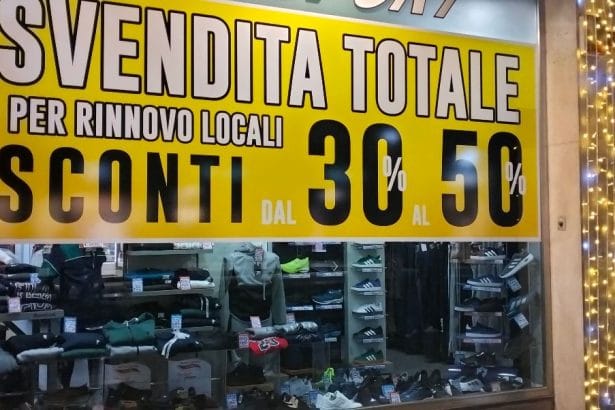 SVENDITA TOTALE
PER RINNOVO LOCALI
SCONTI DAL 30% AL 50%